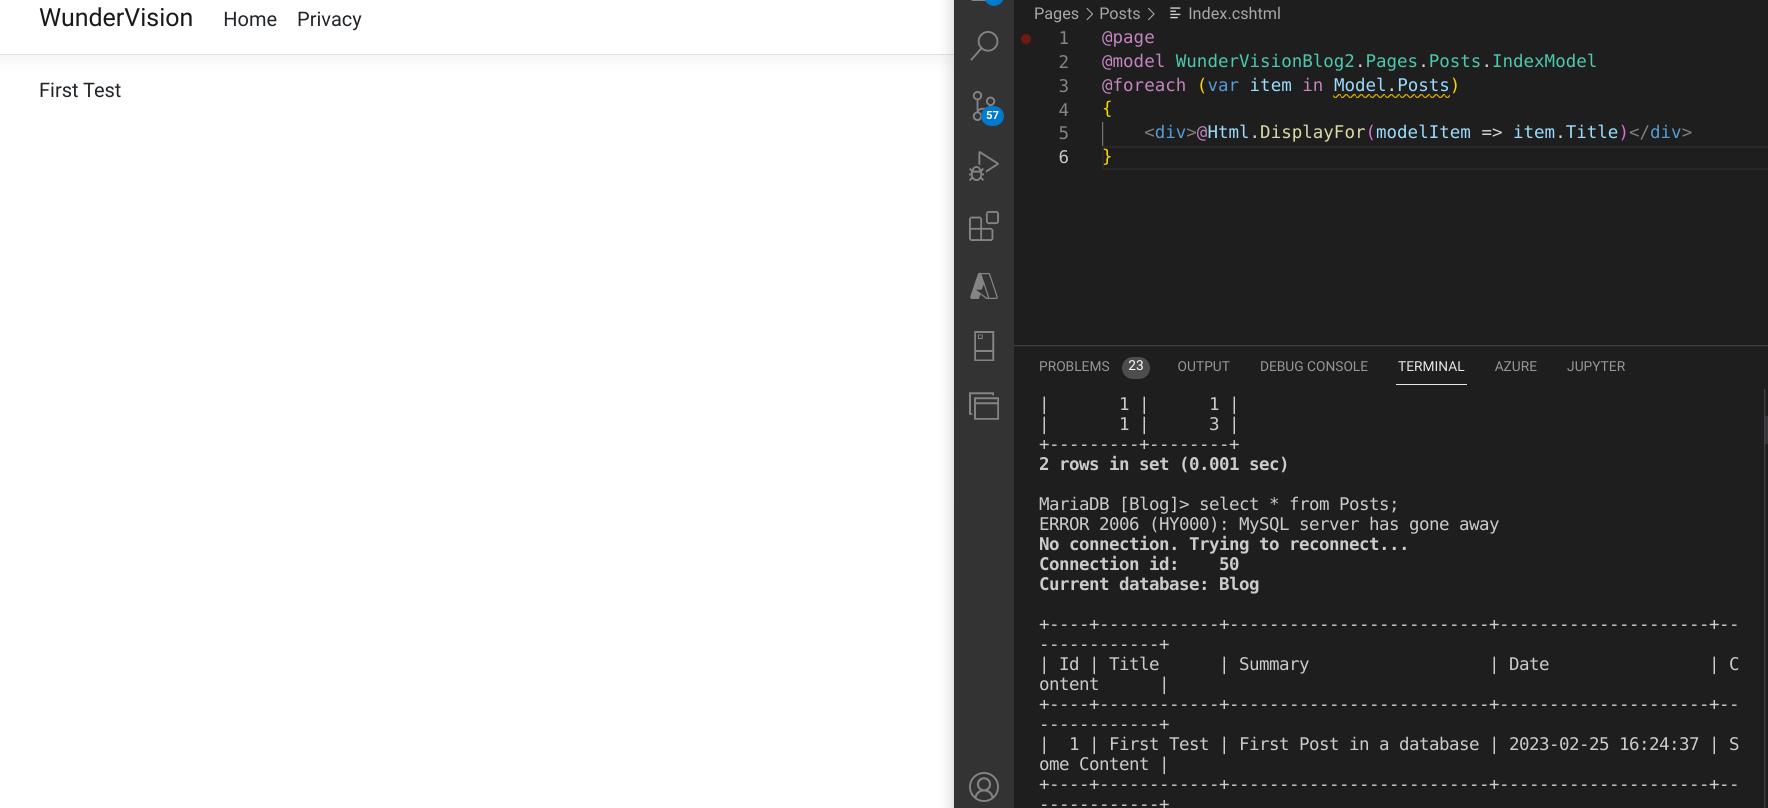 WunderVision Home Privacy
First Test
57
Pages > Posts > Index.cshtml
1 @page
2 @model WunderVisionBlog2.Pages.Posts.IndexModel
3 @foreach (var item in Model.Posts)
4 {
5 <div>@Html.DisplayFor(modelItem => item.Title)</div>
6 }
PROBLEMS 23 OUTPUT DEBUG CONSOLE TERMINAL AZURE JUPYTER
|       1 |      1 |
|       1 |      3 |
+---------+--------+
2 rows in set (0.001 sec)
MariaDB [Blog]> select * from Posts;
ERROR 2006 (HY000): MySQL server has gone away
No connection. Trying to reconnect...
Connection id:    50
Current database: Blog
+----+------------+--------------------------+---------------------+--
------------+
| Id | Title      | Summary                  | Date                | C
ontent      |
+----+------------+--------------------------+---------------------+--
------------+
|  1 | First Test | First Post in a database | 2023-02-25 16:24:37 | S
ome Content |
+----+------------+--------------------------+---------------------+--
------------+